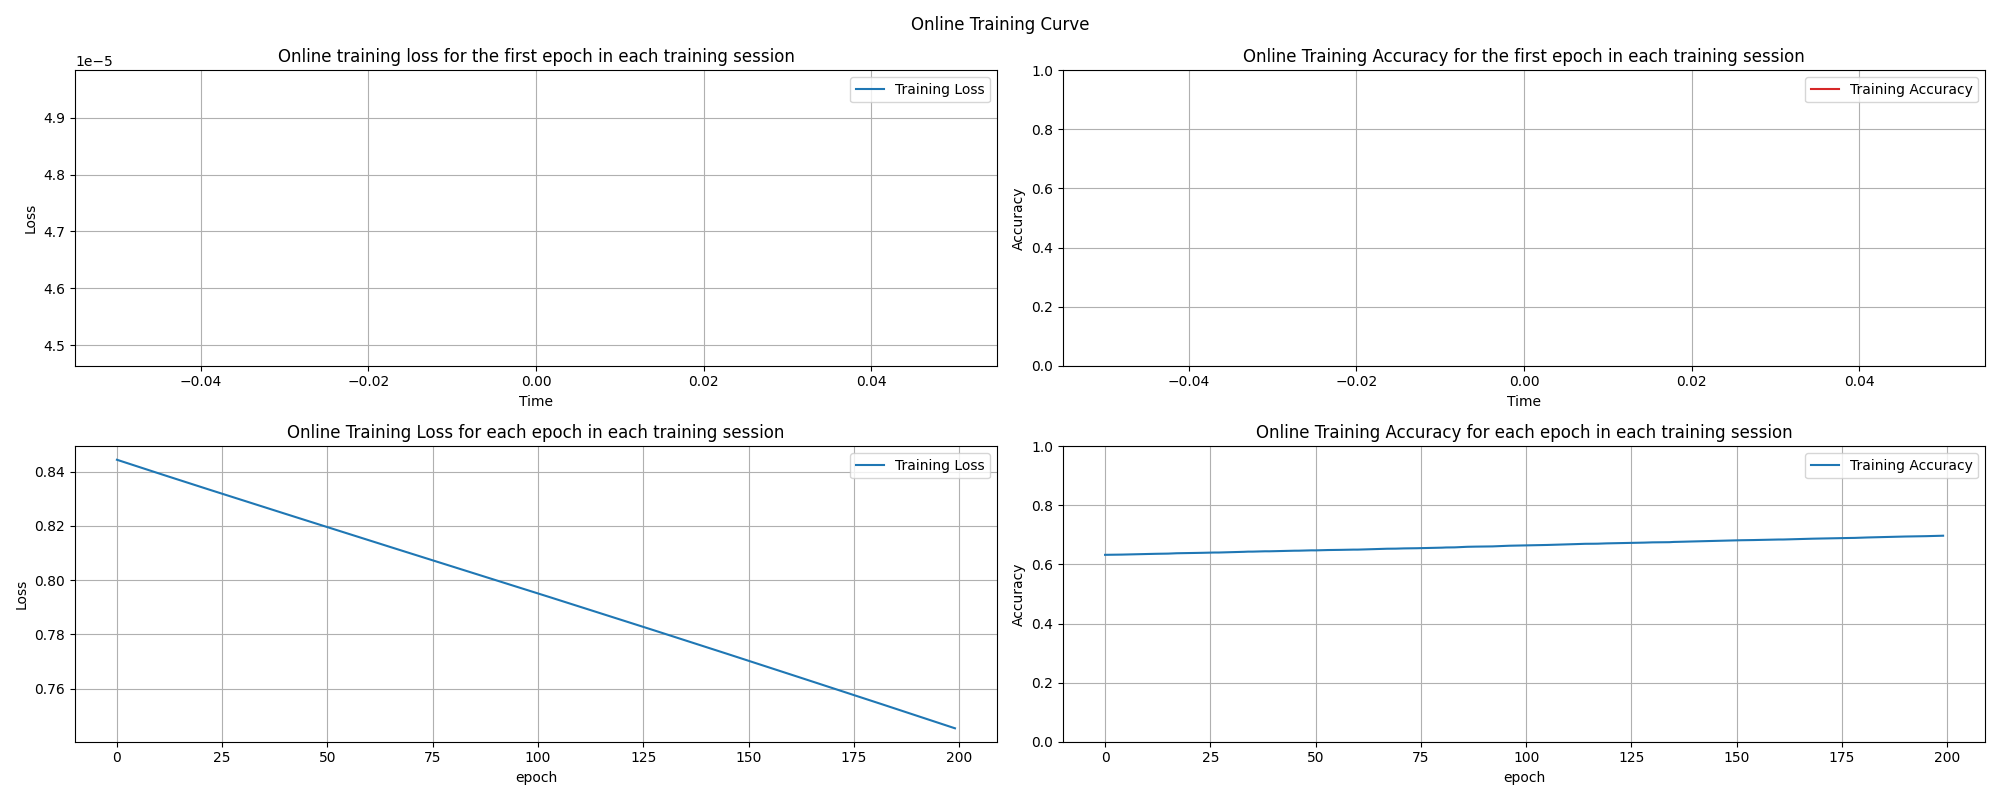 Online Training Curve
Online training loss for the first epoch in each training session
1e−5
Training Loss
4.9
4.8
4.7
4.6
4.5
Loss
−0.04 −0.02 0.00 0.02 0.04
Time
Online Training Accuracy for the first epoch in each training session
Training Accuracy
1.0
0.8
0.6
0.4
0.2
0.0
Accuracy
−0.04 −0.02 0.00 0.02 0.04
Time
Online Training Loss for each epoch in each training session
Training Loss
0.84
0.82
0.80
0.78
0.76
Loss
0 25 50 75 100 125 150 175 200
epoch
Online Training Accuracy for each epoch in each training session
Training Accuracy
1.0
0.8
0.6
0.4
0.2
0.0
Accuracy
0 25 50 75 100 125 150 175 200
epoch